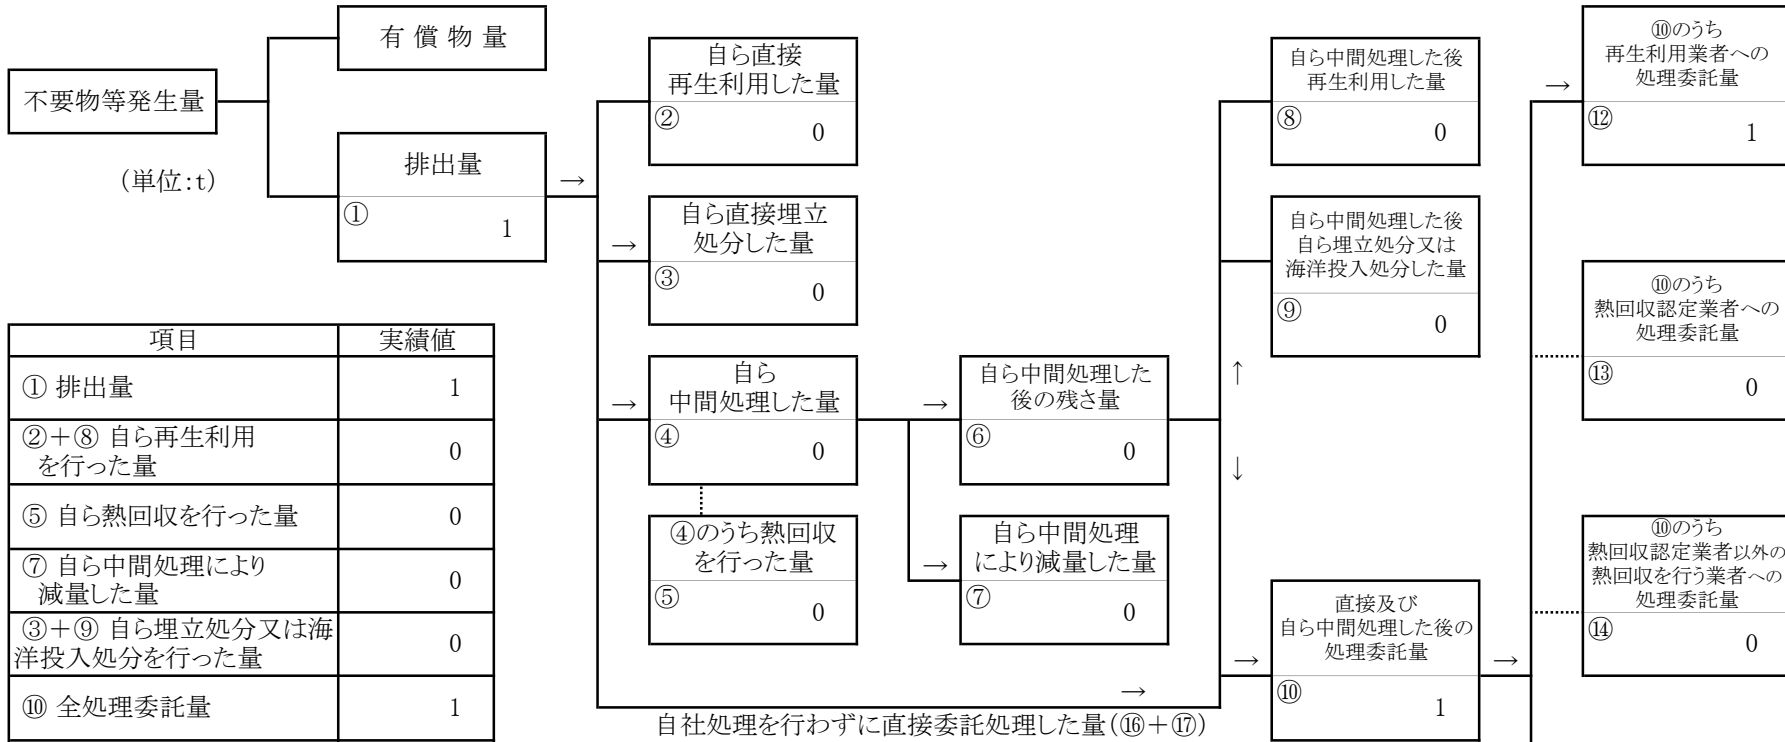 不要物等発生量
(単位:t)
有 償 物 量
排出量
①
1
→
自ら直接
再生利用した量
②
0
→
自ら直接埋立
処分した量
③
0
→
自ら
中間処理した量
④
0
④のうち熱回収
を行った量
⑤
0
→
自ら中間処理した
後の残さ量
⑥
0
→
自ら中間処理
により減量した量
⑦
0
自ら中間処理した後
再生利用した量
⑧
0
自ら中間処理した後
自ら埋立処分又は
海洋投入処分した量
⑨
0
↑
↓
→
自社処理を行わずに直接委託処理した量(⑯+⑰)
→
直接及び
自ら中間処理した後の
処理委託量
⑩
1
→
→
⑩のうち
再生利用業者への
処理委託量
⑫
1
⑩のうち
熱回収認定業者への
処理委託量
⑬
0
⑩のうち
熱回収認定業者以外の
熱回収を行う業者への
処理委託量
⑭
0
項目 実績値
① 排出量 1
②+⑧ 自ら再生利用
を行った量 0
⑤ 自ら熱回収を行った量 0
⑦ 自ら中間処理により
減量した量 0
③+⑨ 自ら埋立処分又は海
洋投入処分を行った量 0
⑩ 全処理委託量 1